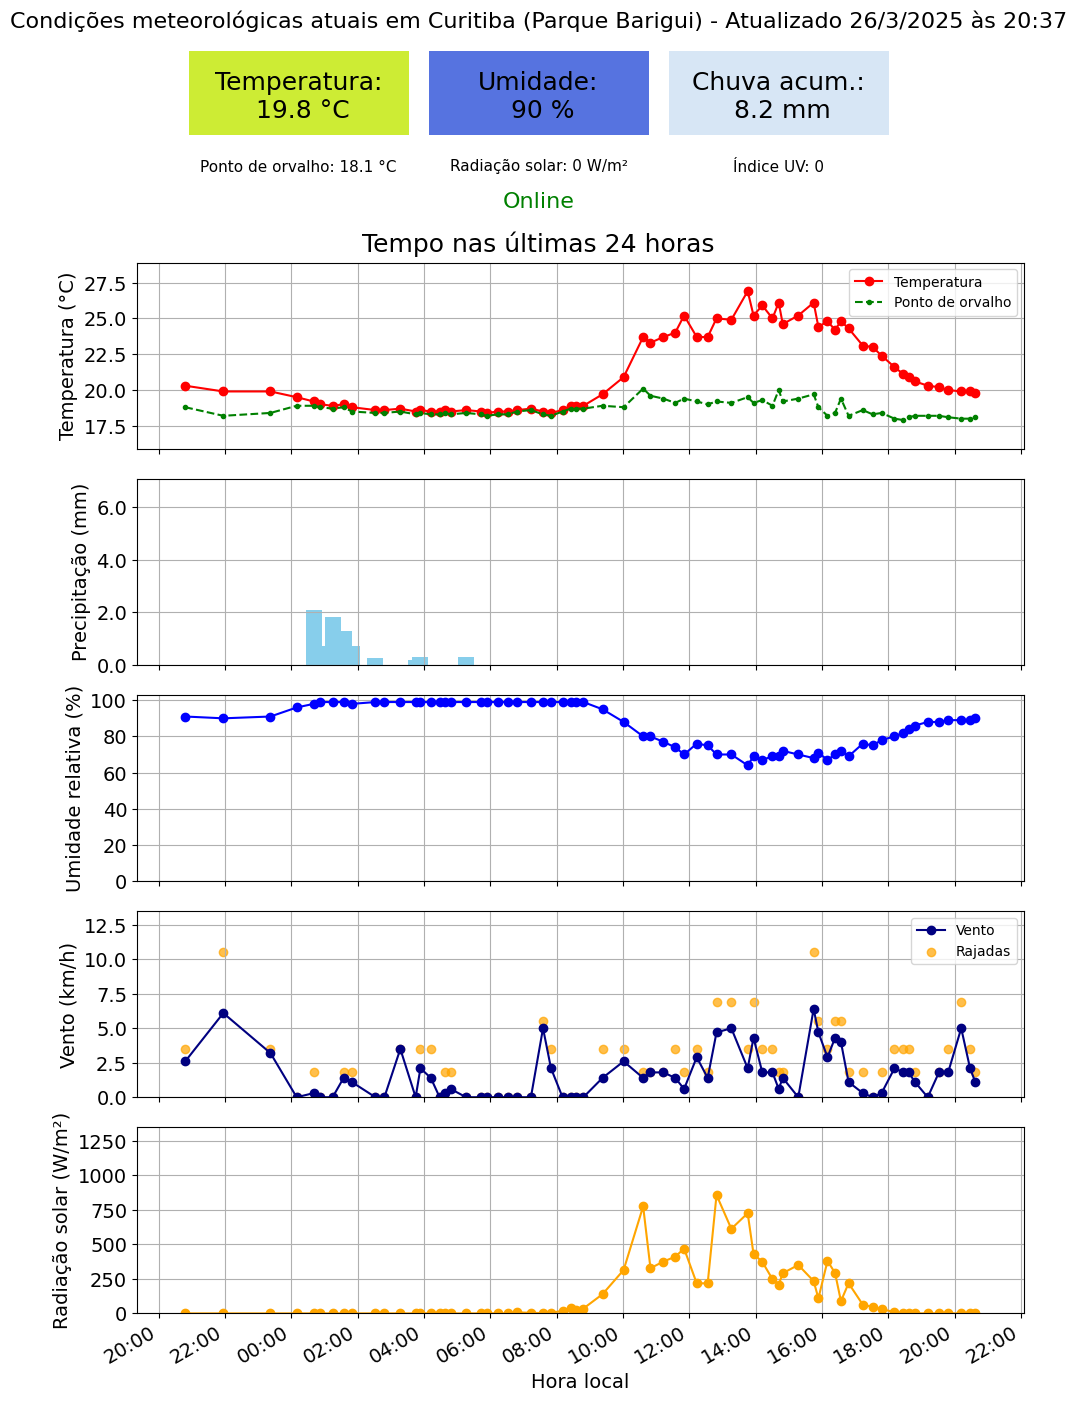 Condições meteorológicas atuais em Curitiba (Parque Barigui) - Atualizado 26/3/2025 às 20:37
Temperatura:
19.8 °C
Umidade:
90 %
Chuva acum.:
8.2 mm
Ponto de orvalho: 18.1 °C
Radiação solar: 0 W/m²
Índice UV: 0
Online
Tempo nas últimas 24 horas
Temperatura (°C)
27.5
25.0
22.5
20.0
17.5
Temperatura
Ponto de orvalho
Precipitação (mm)
6.0
4.0
2.0
0.0
Umidade relativa (%)
100
80
60
40
20
0
Vento (km/h)
12.5
10.0
7.5
5.0
2.5
0.0
Vento
Rajadas
Radiação solar (W/m²)
1250
1000
750
500
250
0
20:00 22:00 00:00 02:00 04:00 06:00 08:00 10:00 12:00 14:00 16:00 18:00 20:00 22:00
Hora local